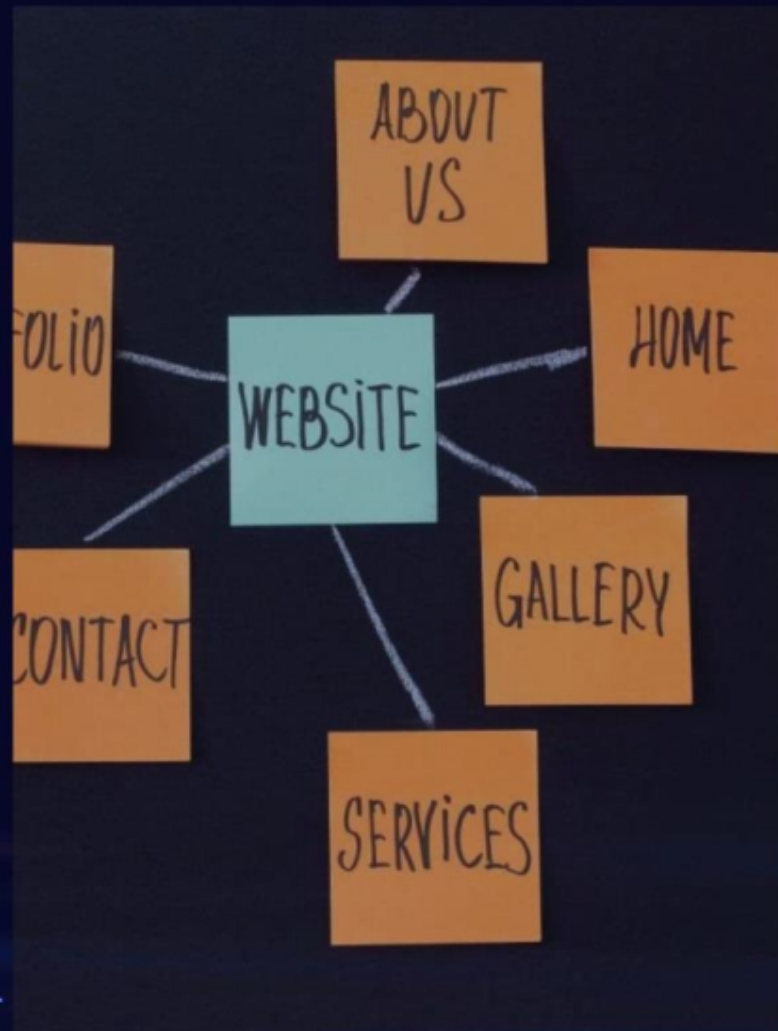 ABOUT
US
FOLiO
HOME
WEBSiTE
GALLERY
CONTACT
SERViCES